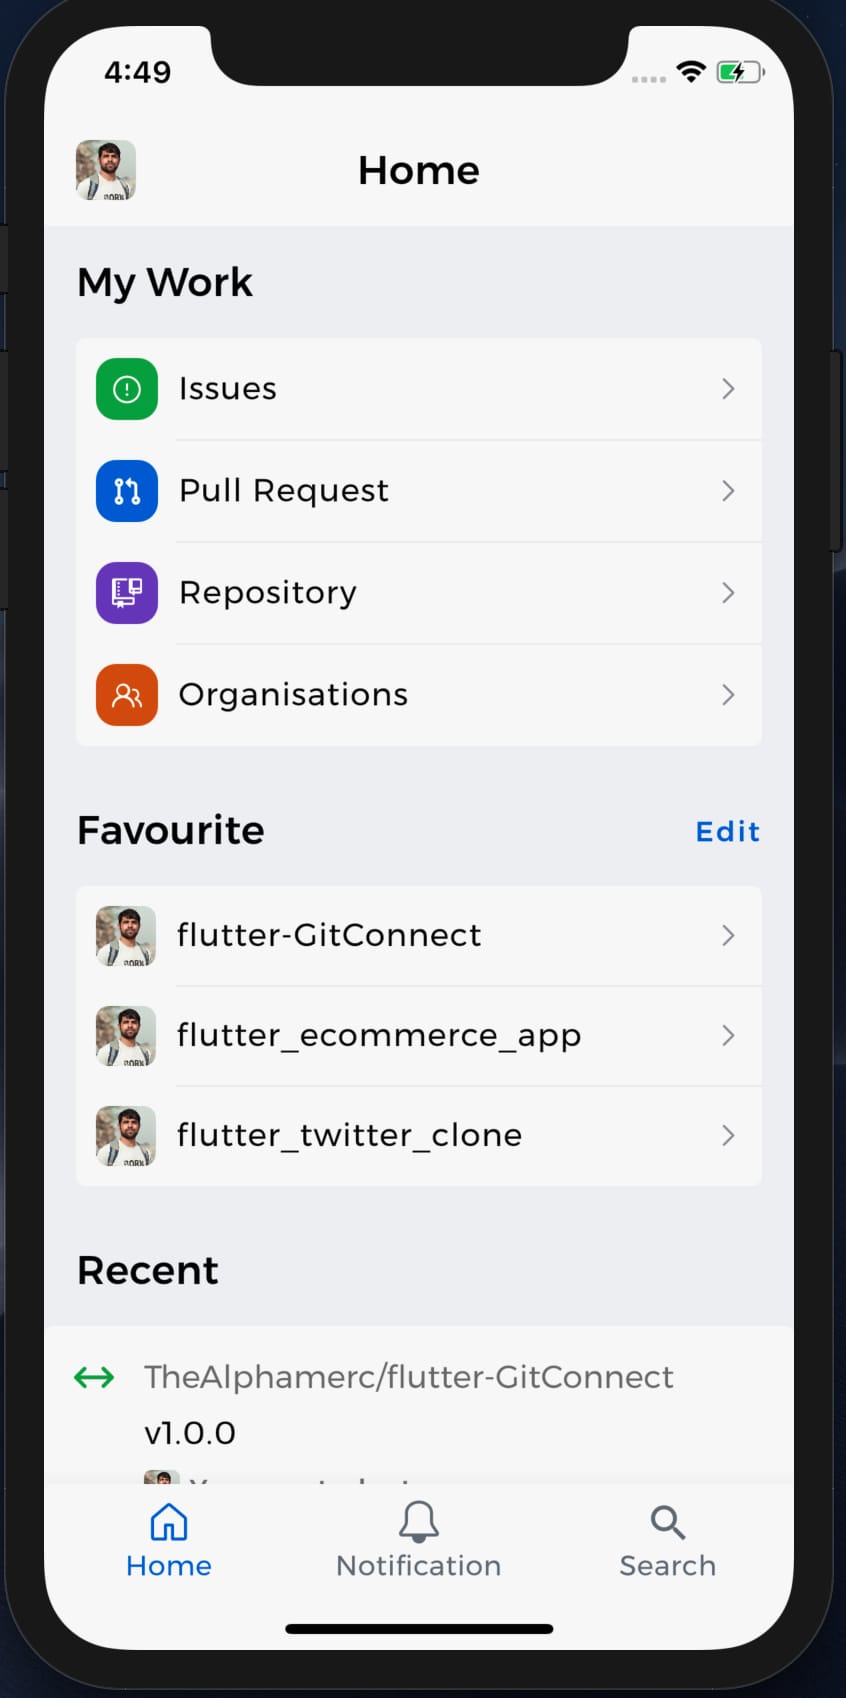 4:49
Home
My Work
Issues
Pull Request
Repository
Organisations
Favourite
Edit
flutter-GitConnect
flutter_ecommerce_app
flutter_twitter_clone
Recent
TheAlphamerc/flutter-GitConnect
v1.0.0
Home
Notification
Search